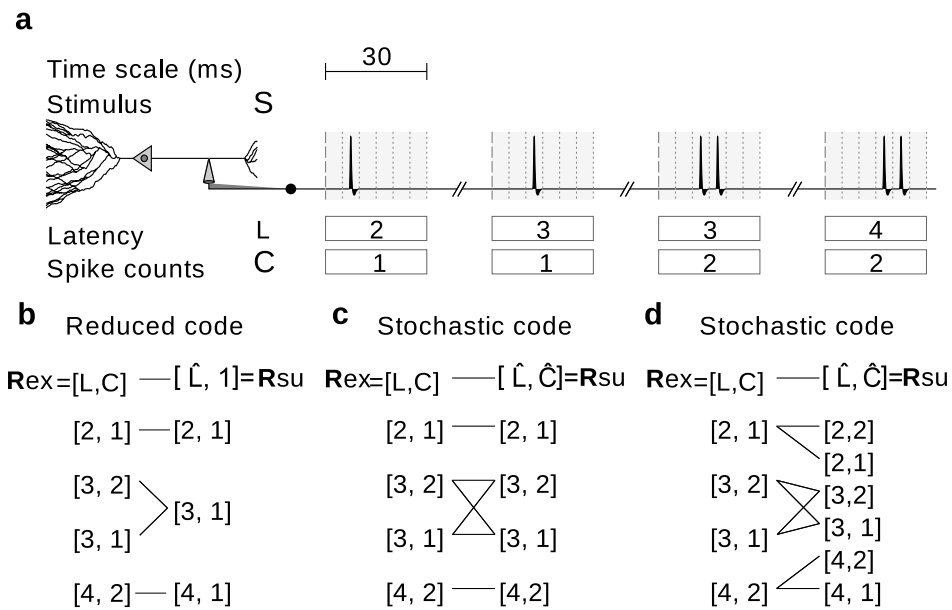 a
Time scale (ms) 30
Stimulus S
Latency L 2 3 3 4
Spike counts C 1 1 2 2
b Reduced code
Rex=[L,C] [L̂, 1]=Rsu
[2, 1] [2, 1]
[3, 2]
[3, 1]
[3, 1]
[4, 2] [4, 1]
c Stochastic code
Rex=[L,C] [L̂,Ĉ]=Rsu
[2, 1] [2, 1]
[3, 2] [3, 2]
[3, 1] [3, 1]
[4, 2] [4,2]
d Stochastic code
Rex=[L,C] [L̂,Ĉ]=Rsu
[2, 1] [2,2]
[2,1]
[3, 2] [3,2]
[3, 1] [3, 1]
[4,2]
[4, 2] [4, 1]